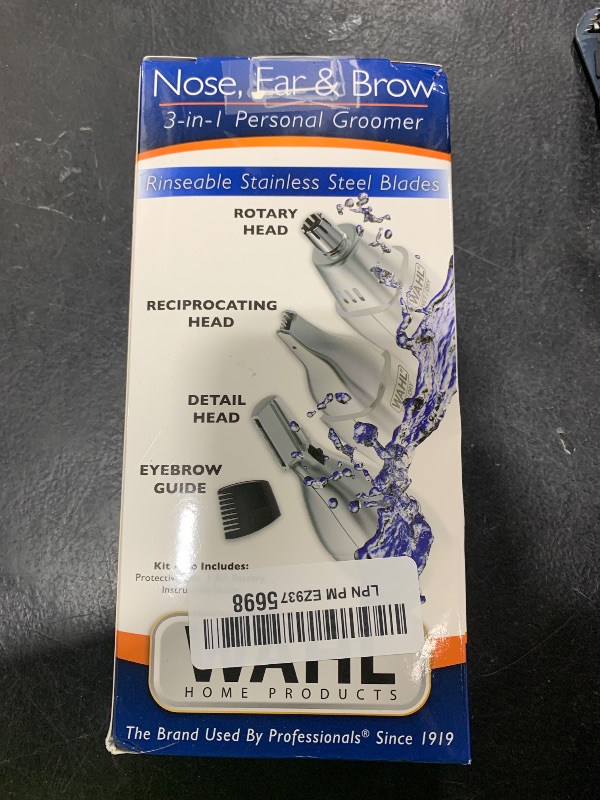 Nose, Ear & Brow
3-in-1 Personal Groomer
Rinseable Stainless Steel Blades
ROTARY
HEAD
WAHL
RECIPROCATING
HEAD
WAHL
DRY
DETAIL
HEAD
EYEBROW
GUIDE
Kit Includes:
LPN PM EZ937 5698
WAHL
HOME PRODUCTS
The Brand Used By Professionals® Since 1919